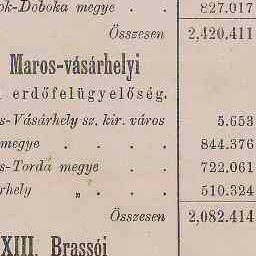 ok-Doboka megye . . 827.017
Összesen 2,420.411
Maros-vásárhelyi
erdőfelügyelőség.
s-Vásárhely sz. kir. város 5.653
megye . . . . 844.376
s-Torda megye . . 722.061
rhely „ . . . 510.324
Összesen 2,082.414
XIII. Brassói